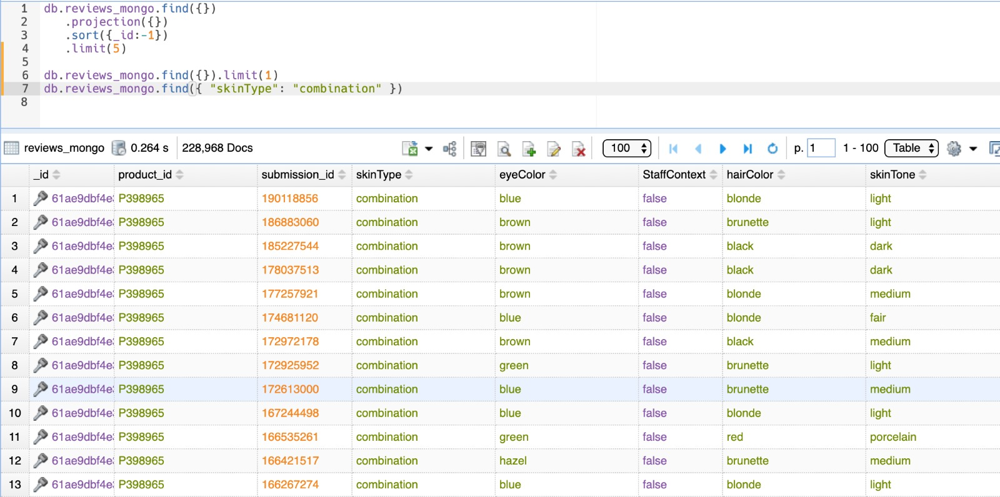 1 db.reviews_mongo.find({})
2 .projection({})
3 .sort({_id:-1})
4 .limit(5)
5
6 db.reviews_mongo.find({}).limit(1)
7 db.reviews_mongo.find({ "skinType": "combination" })
8
reviews_mongo 0.264 s 228,968 Docs 100 p. 1 1 - 100 Table
_id product_id submission_id skinType eyeColor StaffContext hairColor skinTone
1 61ae9dbf4e P398965 190118856 combination blue false blonde light
2 61ae9dbf4e P398965 186883060 combination brown false brunette light
3 61ae9dbf4e P398965 185227544 combination brown false black dark
4 61ae9dbf4e P398965 178037513 combination brown false black dark
5 61ae9dbf4e P398965 177257921 combination brown false blonde medium
6 61ae9dbf4e P398965 174681120 combination blue false blonde fair
7 61ae9dbf4e P398965 172972178 combination brown false black medium
8 61ae9dbf4e P398965 172925952 combination green false brunette light
9 61ae9dbf4e P398965 172613000 combination blue false brunette medium
10 61ae9dbf4e P398965 167244498 combination blue false blonde light
11 61ae9dbf4e P398965 166535261 combination green false red porcelain
12 61ae9dbf4e P398965 166421517 combination hazel false brunette medium
13 61ae9dbf4e P398965 166267274 combination blue false blonde light